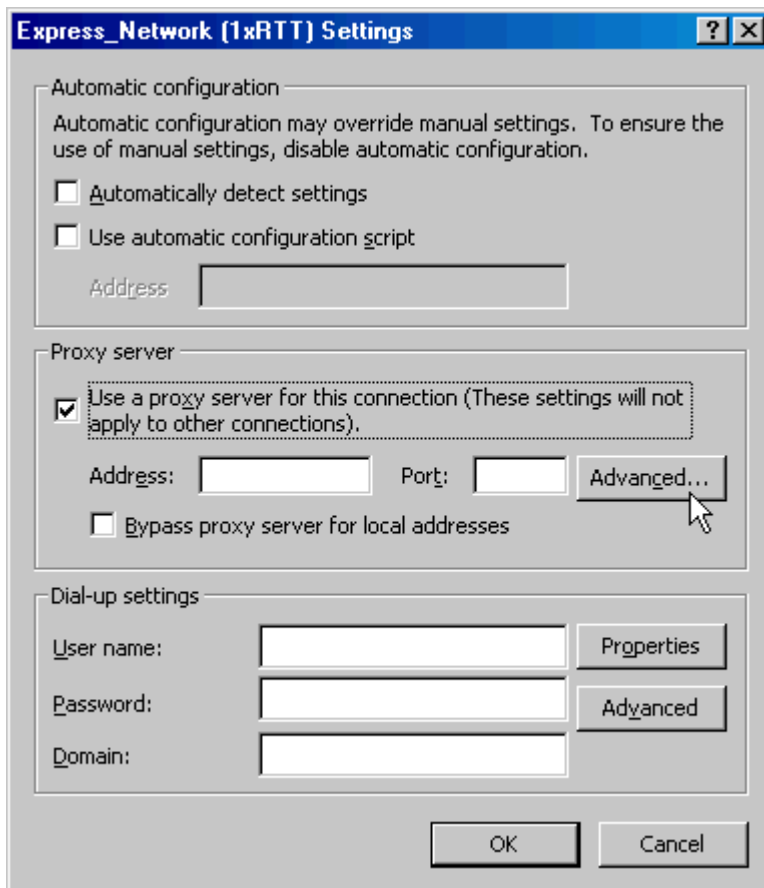 Express_Network (1xRTT) Settings
Automatic configuration
Automatic configuration may override manual settings.  To ensure the
use of manual settings, disable automatic configuration.
Automatically detect settings
Use automatic configuration script
Address
Proxy server
Use a proxy server for this connection (These settings will not
apply to other connections).
Address: Port: Advanced...
Bypass proxy server for local addresses
Dial-up settings
User name: Properties
Password: Advanced
Domain:
OK Cancel